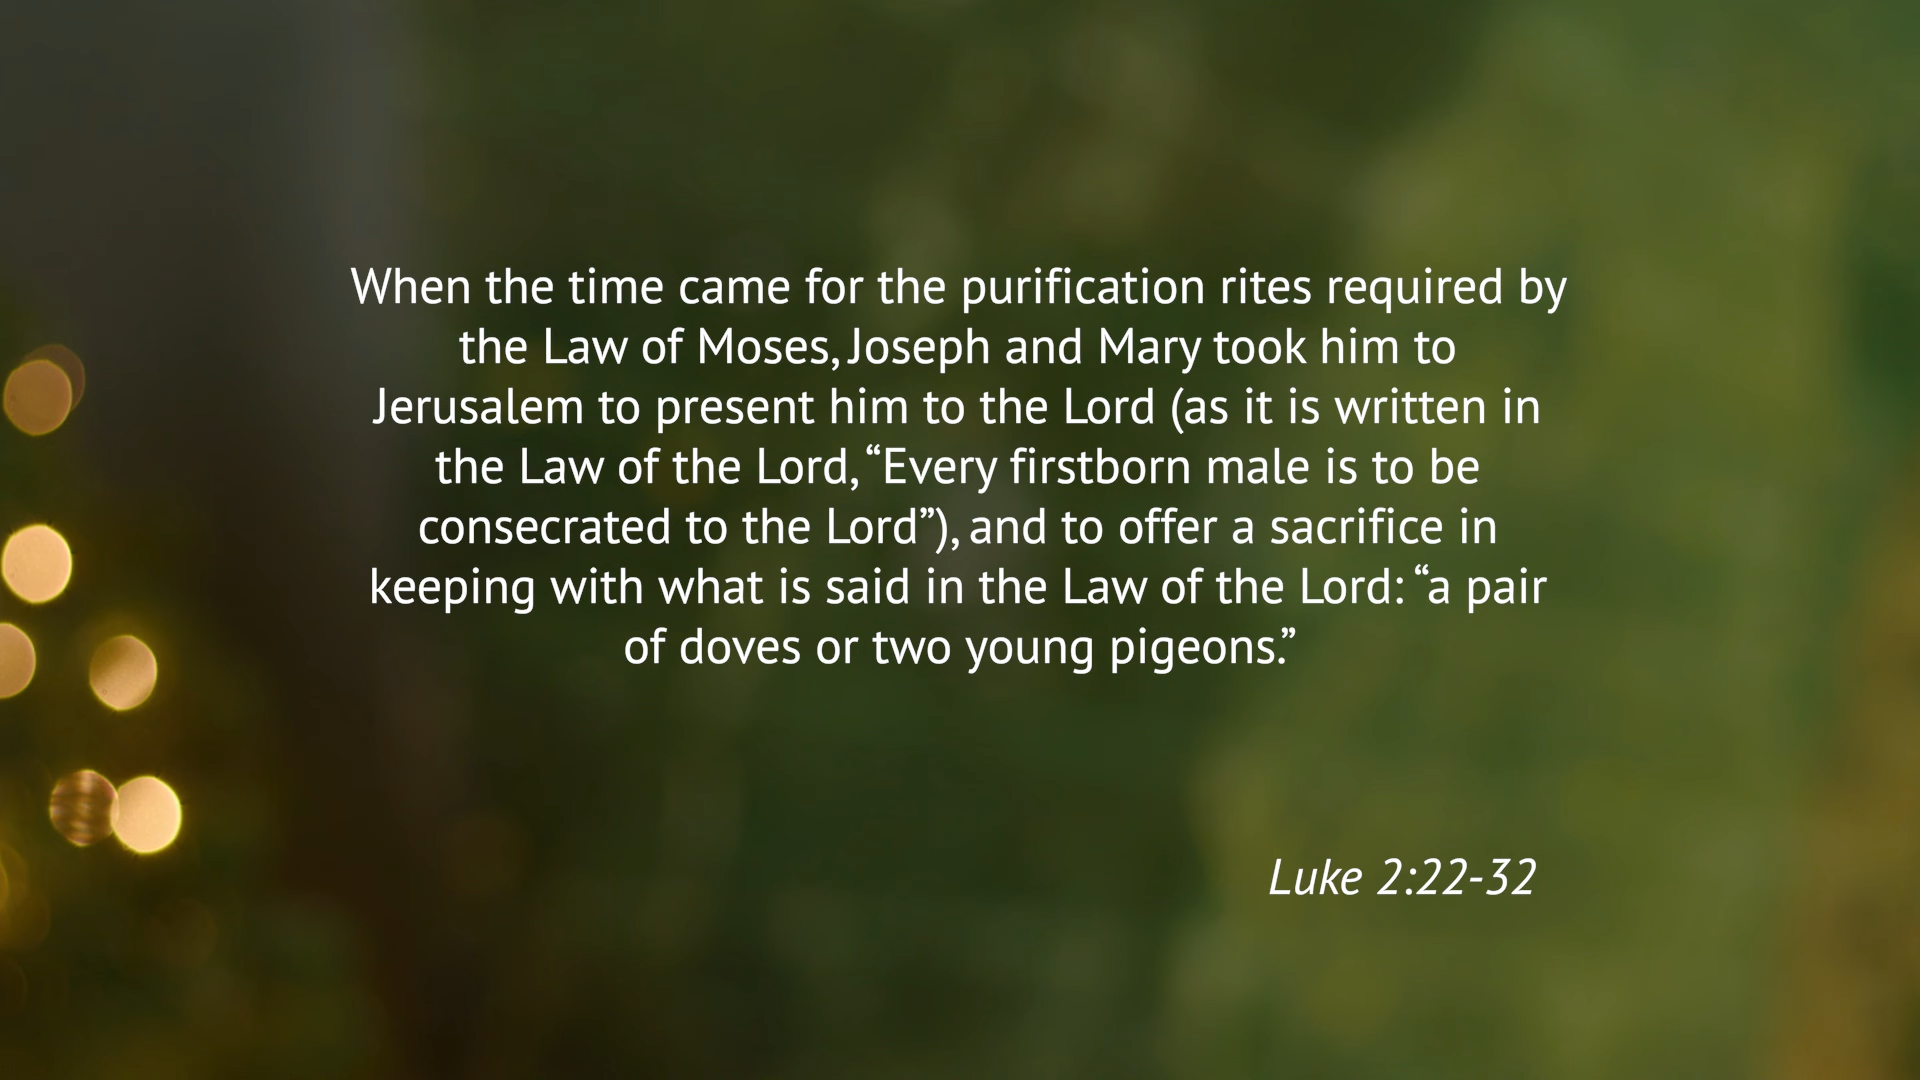 When the time came for the purification rites required by
the Law of Moses, Joseph and Mary took him to
Jerusalem to present him to the Lord (as it is written in
the Law of the Lord, “Every firstborn male is to be
consecrated to the Lord”), and to offer a sacrifice in
keeping with what is said in the Law of the Lord: “a pair
of doves or two young pigeons.”
Luke 2:22-32